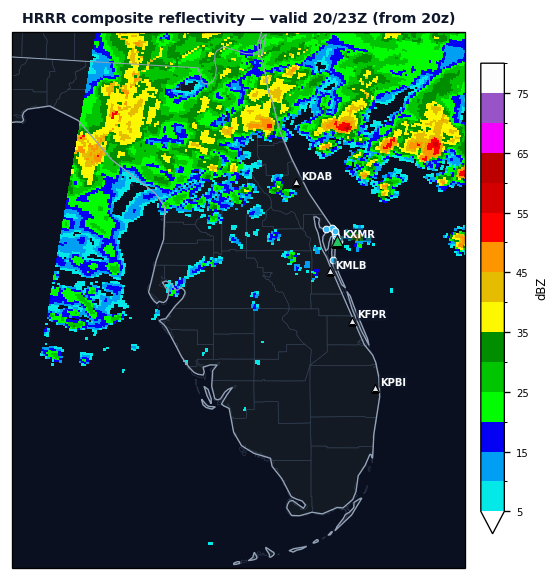 HRRR composite reflectivity — valid 20/23Z (from 20z)
KDAB
KXMR
KMLB
KFPR
KPBI
75
65
55
45
35
25
15
5
dBZ